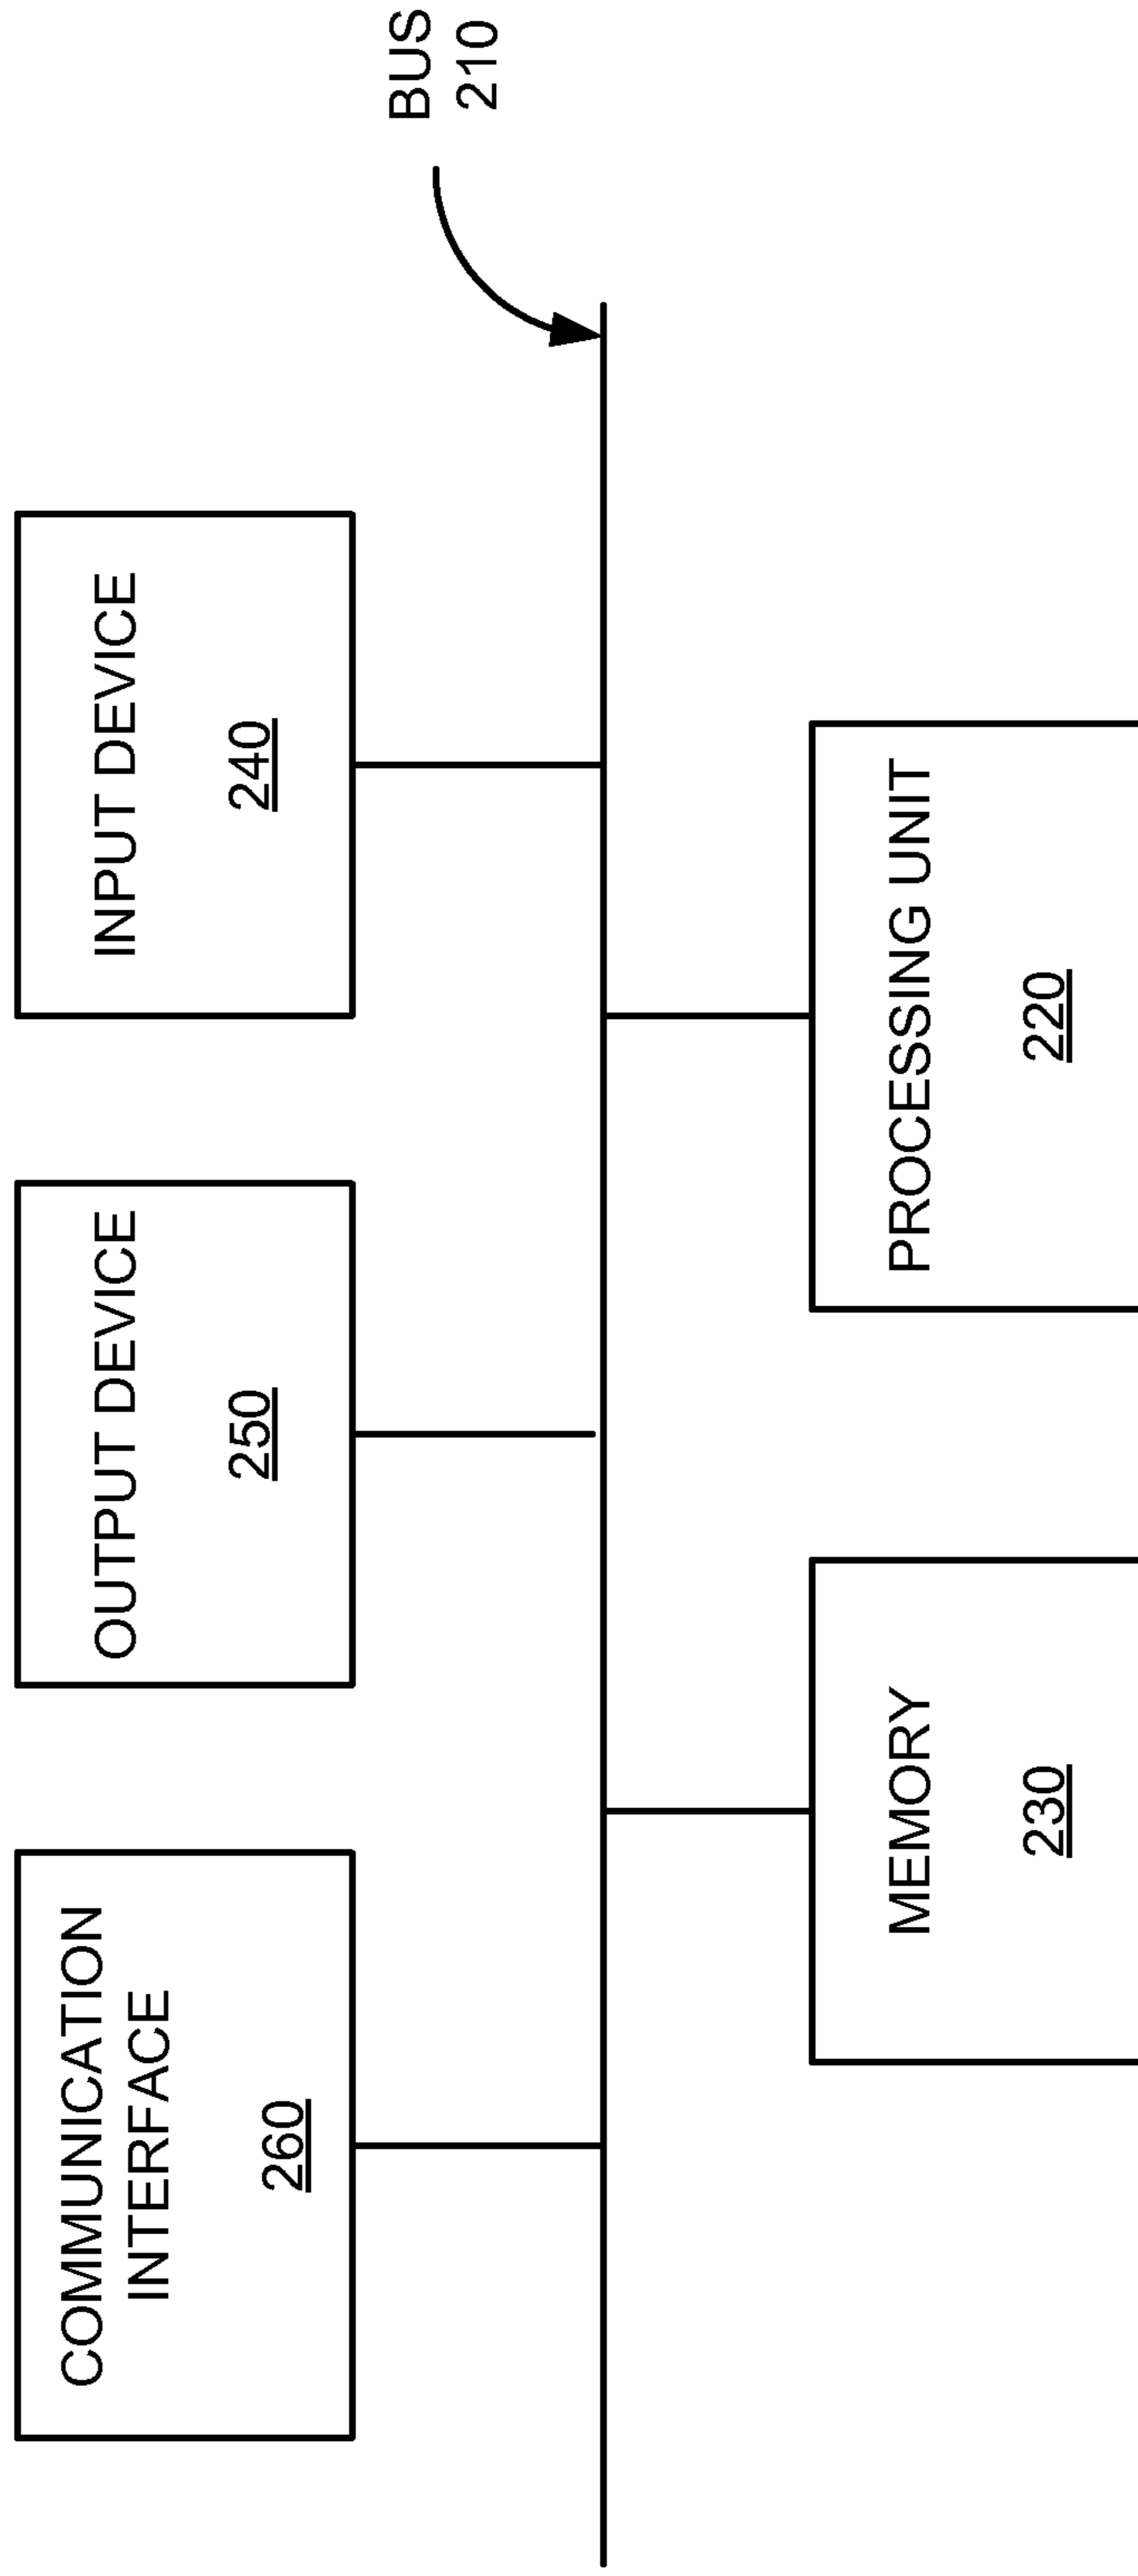 COMMUNICATION
INTERFACE
260
OUTPUT DEVICE
250
INPUT DEVICE
240
BUS
210
MEMORY
230
PROCESSING UNIT
220